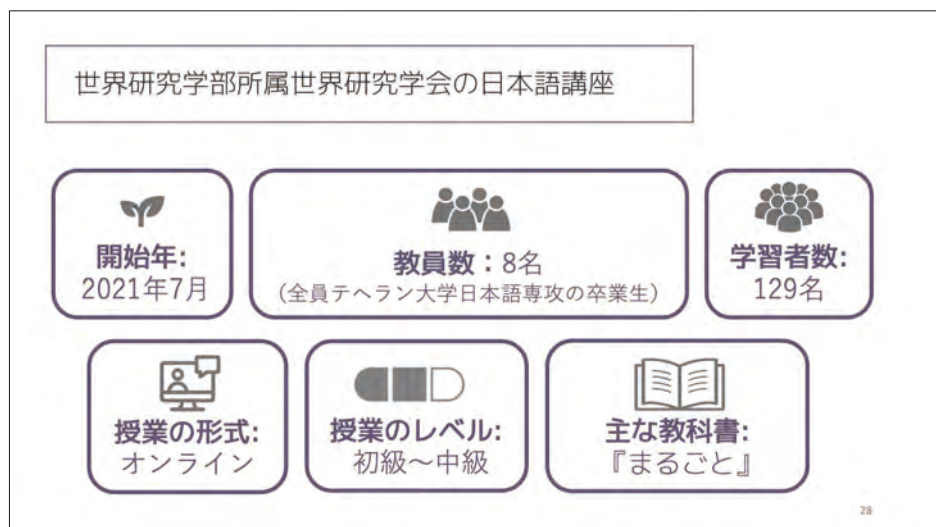 世界研究学部所属世界研究学会の日本語講座
開始年:
2021年7月
教員数：8名
(全員テヘラン大学日本語専攻の卒業生)
学習者数:
129名
授業の形式:
オンライン
授業のレベル:
初級～中級
主な教科書:
『まるごと』
28